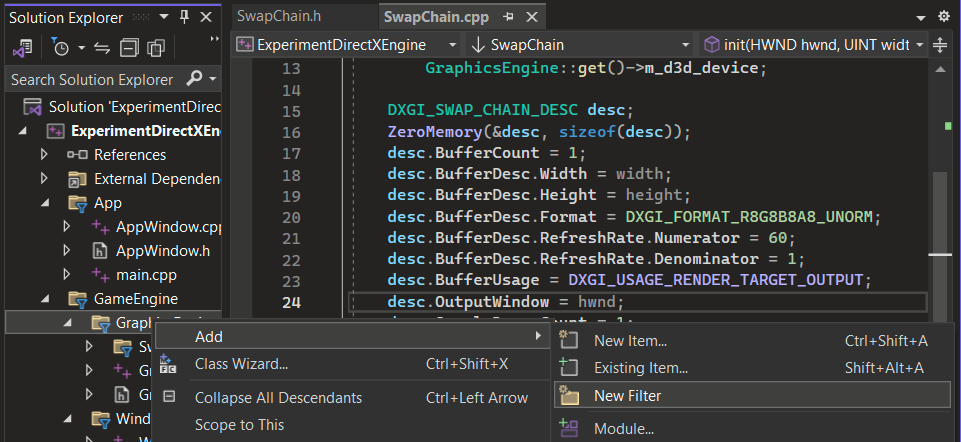 Solution Explorer
Search Solution Explorer
Solution 'ExperimentDirec
ExperimentDirectXEn
References
External Dependen
App
AppWindow.cpp
AppWindow.h
main.cpp
GameEngine
SwapChain.h
SwapChain.cpp
ExperimentDirectXEngine
SwapChain
init(HWND hwnd, UINT widt
13 GraphicsEngine::get()->m_d3d_device;
14
15 DXGI_SWAP_CHAIN_DESC desc;
16 ZeroMemory(&desc, sizeof(desc));
17 desc.BufferCount = 1;
18 desc.BufferDesc.Width = width;
19 desc.BufferDesc.Height = height;
20 desc.BufferDesc.Format = DXGI_FORMAT_R8G8B8A8_UNORM;
21 desc.BufferDesc.RefreshRate.Numerator = 60;
22 desc.BufferDesc.RefreshRate.Denominator = 1;
23 desc.BufferUsage = DXGI_USAGE_RENDER_TARGET_OUTPUT;
24 desc.OutputWindow = hwnd;
Wind
Add
Class Wizard... Ctrl+Shift+X
Collapse All Descendants Ctrl+Left Arrow
Scope to This
New Item... Ctrl+Shift+A
Existing Item... Shift+Alt+A
New Filter
Module...